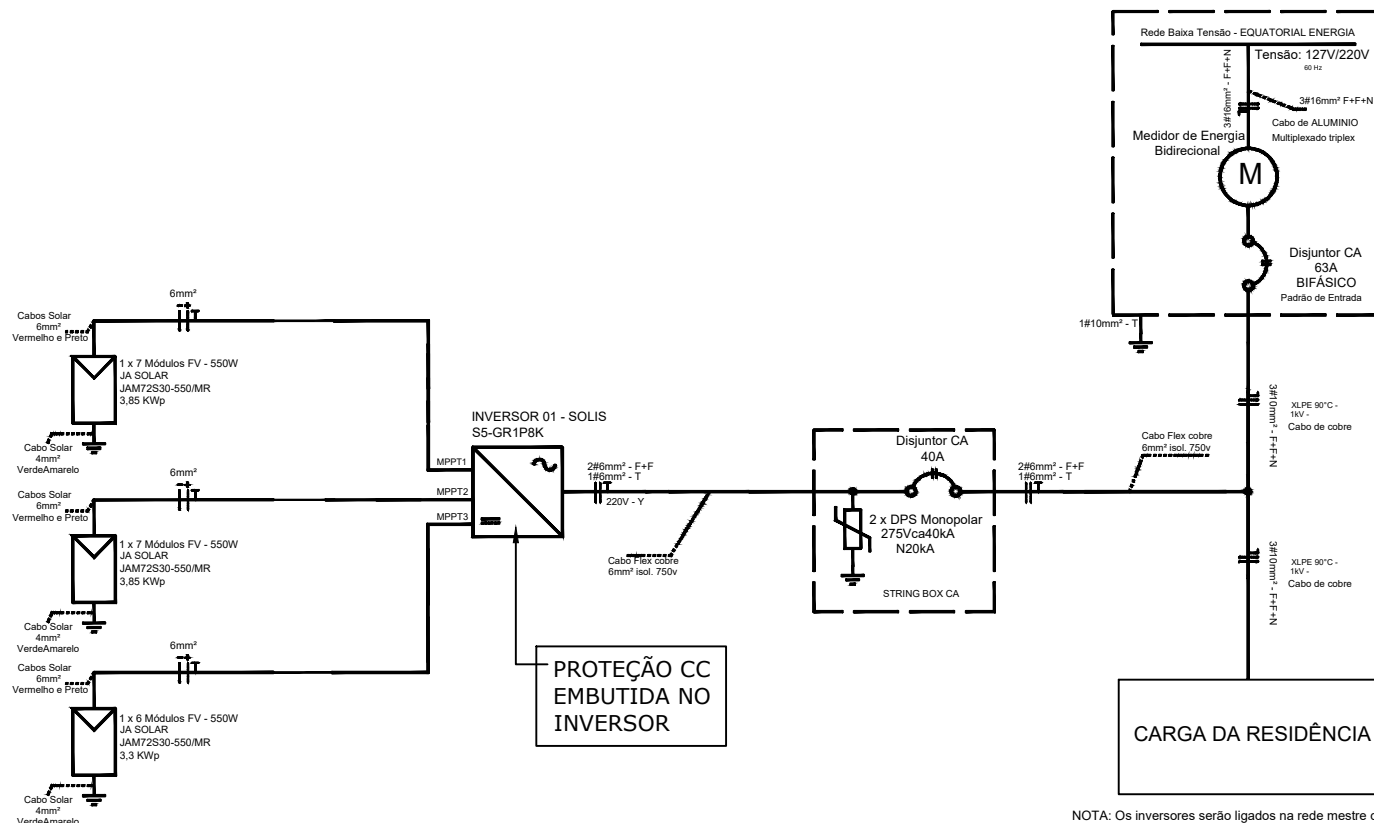 Rede Baixa Tensão - EQUATORIAL ENERGIA
Tensão: 127V/220V
60 Hz
3#16mm² - F+F+N
3#16mm² F+F+N
Cabo de ALUMINIO
Multiplexado triplex
Medidor de Energia
Bidirecional
M
Disjuntor CA
63A
BIFÁSICO
Padrão de Entrada
1#10mm² - T
6mm²
- +
T
Cabos Solar
6mm²
Vermelho e Preto
1 x 7 Módulos FV - 550W
JA SOLAR
JAM72S30-550/MR
3,85 KWp
Cabo Solar
4mm²
VerdeAmarelo
6mm²
- +
T
Cabos Solar
6mm²
Vermelho e Preto
1 x 7 Módulos FV - 550W
JA SOLAR
JAM72S30-550/MR
3,85 KWp
Cabo Solar
4mm²
VerdeAmarelo
6mm²
- +
T
Cabos Solar
6mm²
Vermelho e Preto
1 x 6 Módulos FV - 550W
JA SOLAR
JAM72S30-550/MR
3,3 KWp
Cabo Solar
4mm²
VerdeAmarelo
INVERSOR 01 - SOLIS
S5-GR1P8K
MPPT1
MPPT2
MPPT3
2#6mm² - F+F
1#6mm² - T
220V - Y
Cabo Flex cobre
6mm² isol. 750v
PROTEÇÃO CC
EMBUTIDA NO
INVERSOR
Disjuntor CA
40A
2 x DPS Monopolar
275Vca40kA
N20kA
STRING BOX CA
2#6mm² - F+F
1#6mm² - T
Cabo Flex cobre
6mm² isol. 750v
3#10mm² - F+F+N
XLPE 90°C -
1kV -
Cabo de cobre
3#10mm² - F+F+N
XLPE 90°C -
1kV -
Cabo de cobre
CARGA DA RESIDÊNCIA
NOTA: Os inversores serão ligados na rede mestre